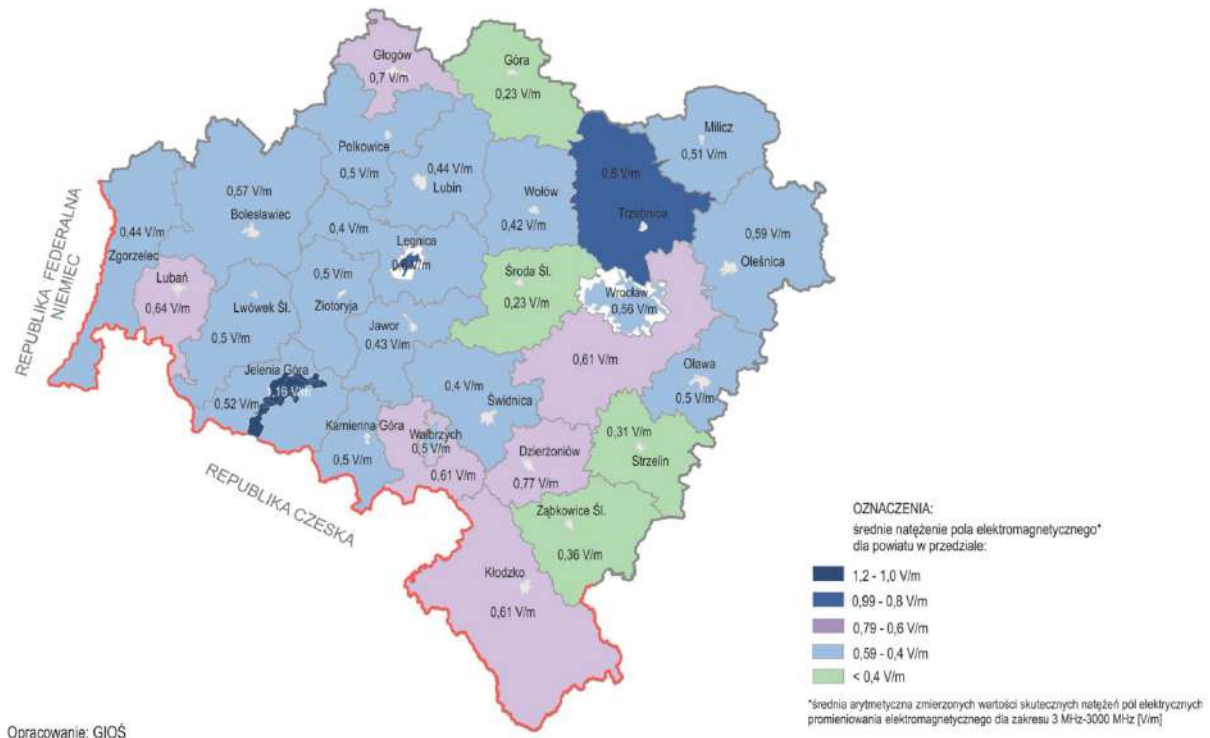 Głogów
0,7 V/m
Góra
0,23 V/m
Milicz
0,51 V/m
Polkowice
0,5 V/m
0,44 V/m
Lubin
Wołów
0,42 V/m
0,8 V/m
Trzebnica
0,57 V/m
Bolesławiec
0,44 V/m
Zgorzelec
0,4 V/m
Legnica
V/m
0,59 V/m
Oleśnica
Lubań
0,64 V/m
Lwówek Śl.
0,5 V/m
0,5 V/m
Złotoryja
Środa Śl.
0,23 V/m
Wrocław
0,56 V/m
Jawor
0,43 V/m
0,61 V/m
Oława
0,5 V/m
Jelenia Góra
,16 V/m
0,52 V/m
0,4 V/m
Świdnica
Kamienna Góra
0,5 V/m
Wałbrzych
0,5 V/m
0,61 V/m
Dzierżoniów
0,77 V/m
0,31 V/m
Strzelin
Ząbkowice Śl.
0,36 V/m
Kłodzko
0,61 V/m
REPUBLIKA FEDERALNA
NIEMIEC
REPUBLIKA CZESKA
OZNACZENIA:
średnie natężenie pola elektromagnetycznego*
dla powiatu w przedziale:
1,2 - 1,0 V/m
0,99 - 0,8 V/m
0,79 - 0,6 V/m
0,59 - 0,4 V/m
< 0,4 V/m
*średnia arytmetyczna zmierzonych wartości skutecznych natężeń pól elektrycznych
promieniowania elektromagnetycznego dla zakresu 3 MHz-3000 MHz [V/m]
Opracowanie: GIOŚ